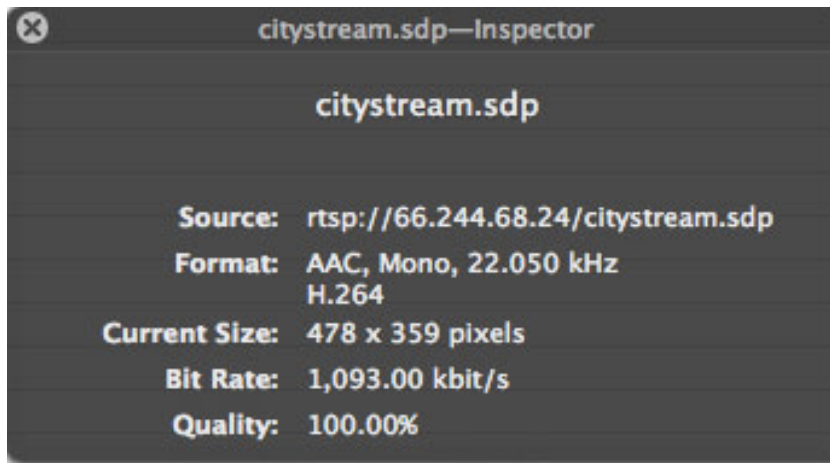 citystream.sdp—Inspector
citystream.sdp
Source: rtsp://66.244.68.24/citystream.sdp
Format: AAC, Mono, 22.050 kHz
H.264
Current Size: 478 x 359 pixels
Bit Rate: 1,093.00 kbit/s
Quality: 100.00%